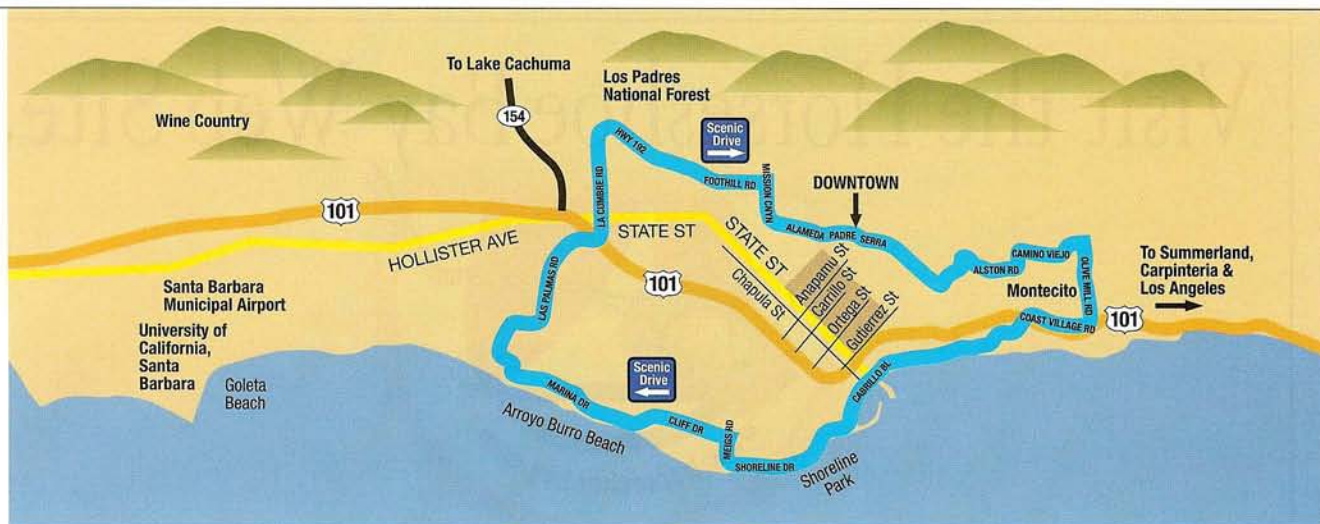 To Lake Cachuma
154
Los Padres
National Forest
Wine Country
HWY 192
Scenic
Drive
FOOTHILL RD
MISSION CNYN
DOWNTOWN
LA CUMBRE RD
101
HOLLISTER AVE
STATE ST
STATE ST
ALAMEDA PADRE SERRA
Anapamu St
Carrillo St
Ortega St
Gutierrez St
Chapula St
ALSTON RD
CAMINO VIEJO
OLIVE MILL RD
Montecito
COAST VILLAGE RD
To Summerland,
Carpinteria &
Los Angeles
101
101
LAS PALMAS RD
Santa Barbara
Municipal Airport
University of
California,
Santa
Barbara
Goleta
Beach
Scenic
Drive
CABRILLO BL
MARINA DR
Arroyo Burro Beach
CLIFF DR
MEIGS RD
SHORELINE DR
Shoreline
Park